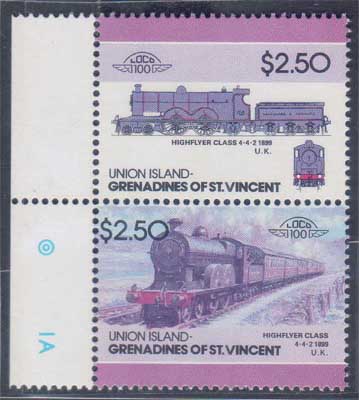 LOCO
100
$2.50
HIGHFLYER CLASS 4-4-2 1899
U.K.
UNION ISLAND-
GRENADINES OF ST. VINCENT
$2.50
LOCO
100
UNION ISLAND-
GRENADINES OF ST. VINCENT
HIGHFLYER CLASS
4-4-2 1899
U.K.
1A